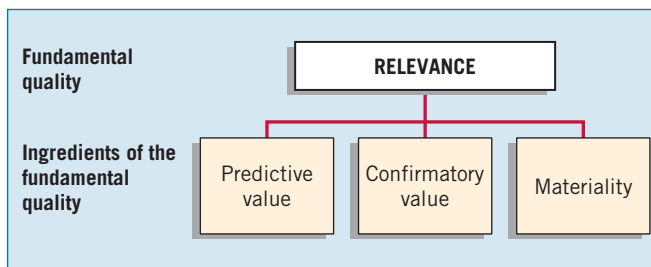 Fundamental
quality
RELEVANCE
Ingredients of the
fundamental
quality
Predictive
value
Confirmatory
value
Materiality